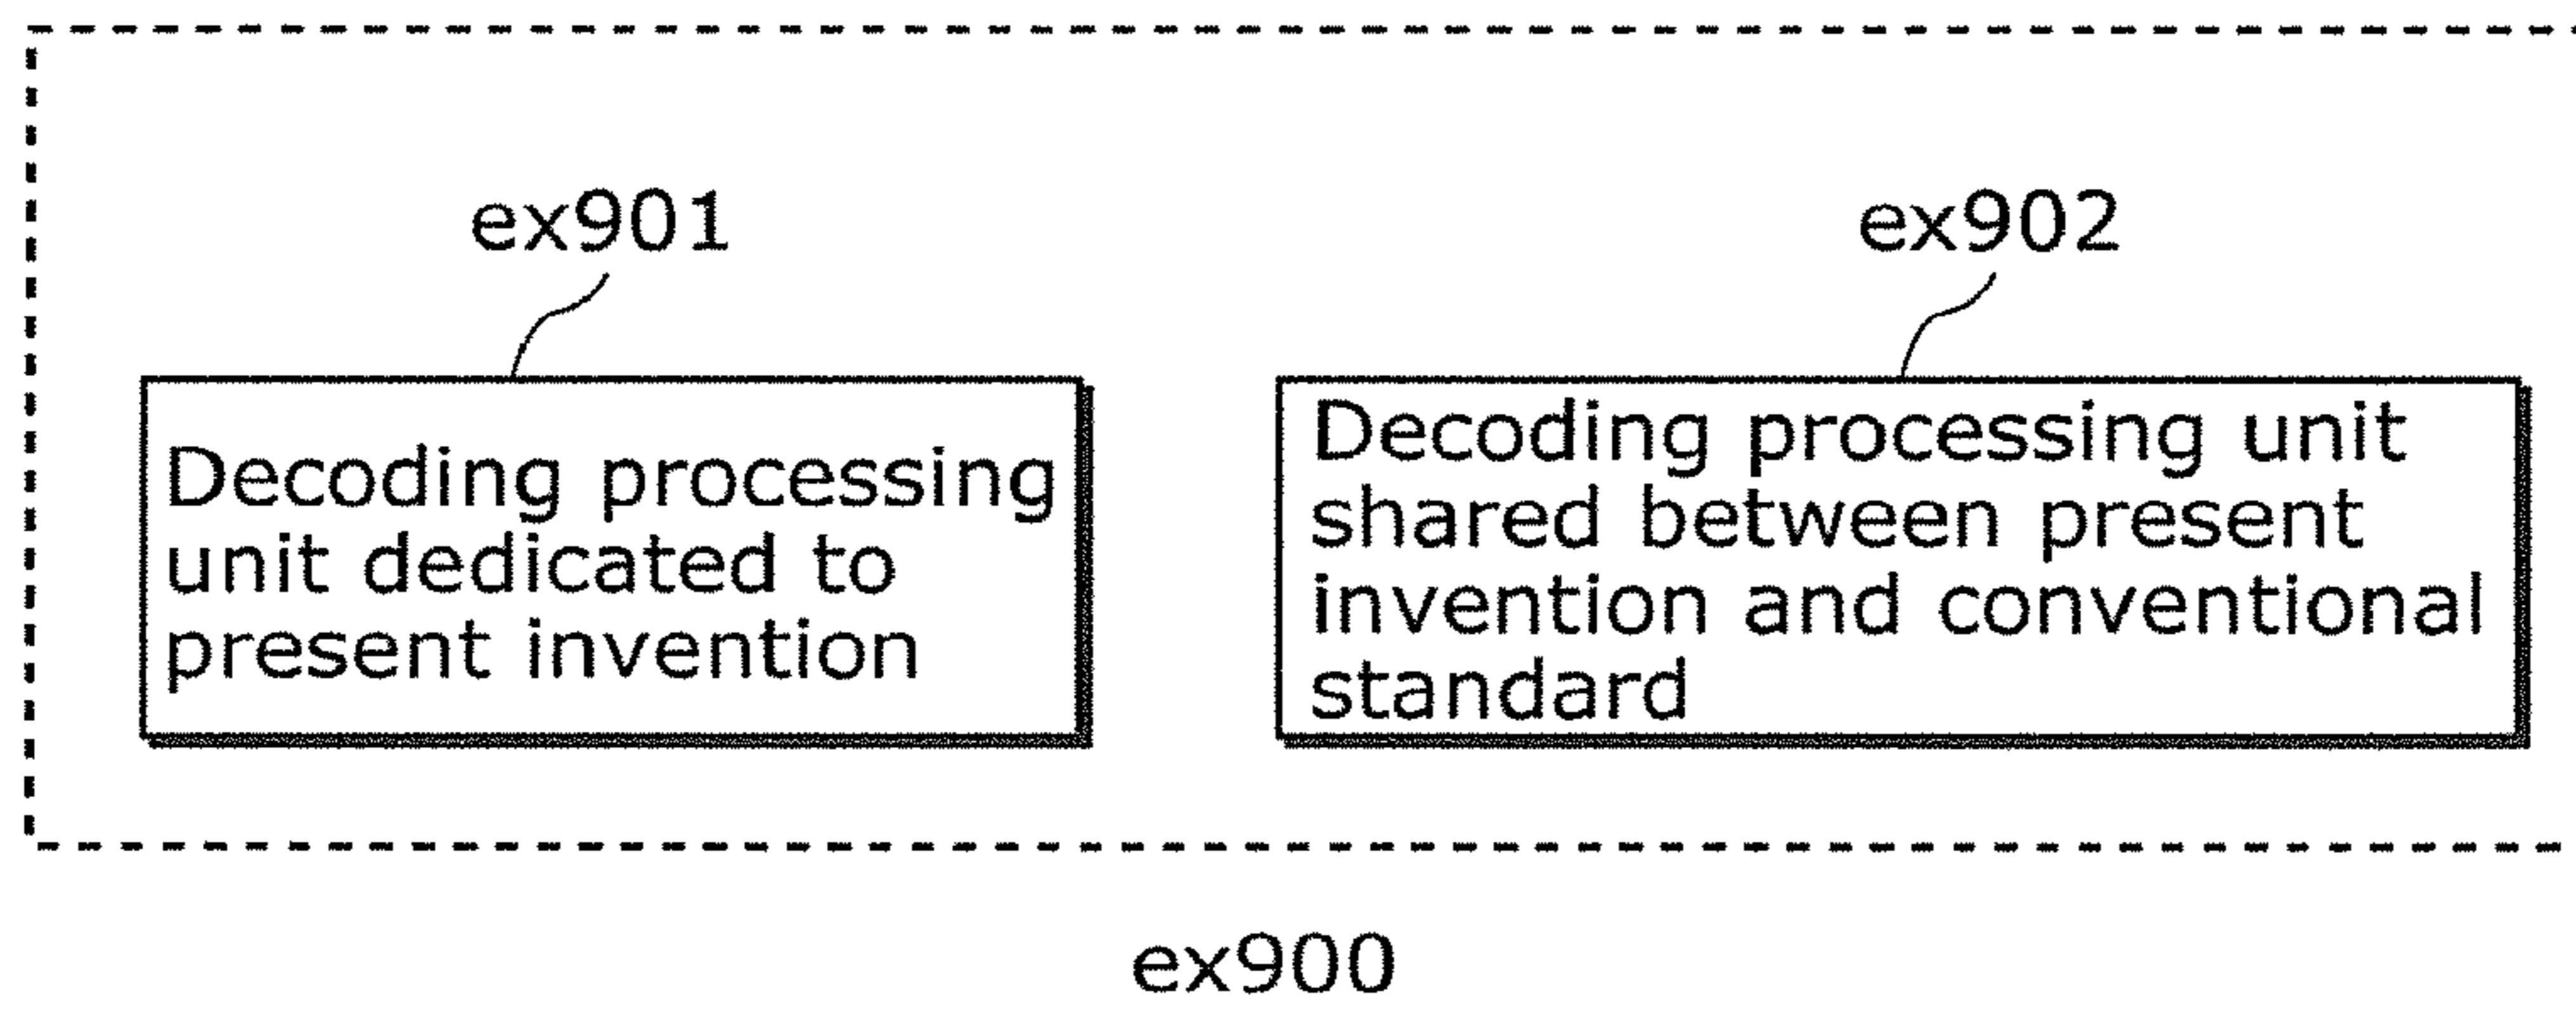 ex901
ex902
Decoding processing
unit dedicated to
present invention
Decoding processing unit
shared between present
invention and conventional
standard
ex900